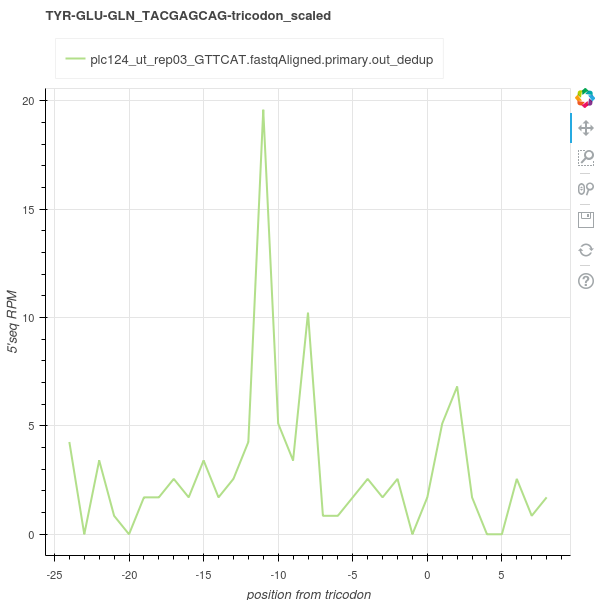 TYR-GLU-GLN_TACGAGCAG-tricodon_scaled
plc124_ut_rep03_GTTCAT.fastqAligned.primary.out_dedup
20
15
10
5
0
5'seq RPM
-25 -20 -15 -10 -5 0 5
position from tricodon